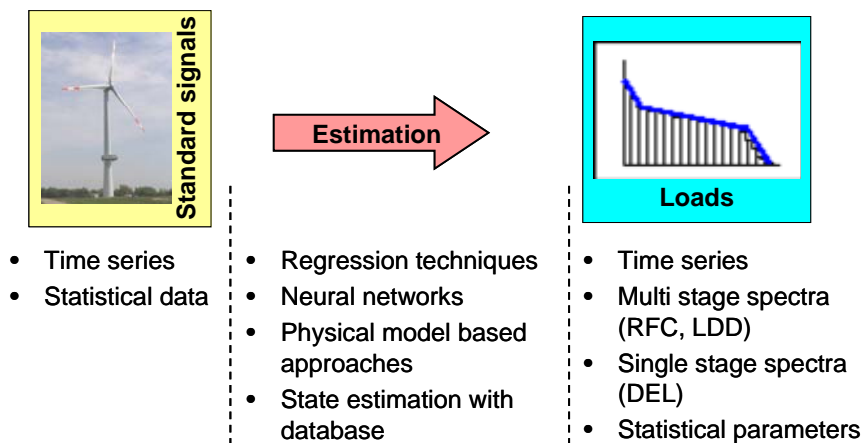 Standard signals
Estimation
Loads
• Time series
• Statistical data
• Regression techniques
• Neural networks
• Physical model based
approaches
• State estimation with
database
• Time series
• Multi stage spectra
(RFC, LDD)
• Single stage spectra
(DEL)
• Statistical parameters